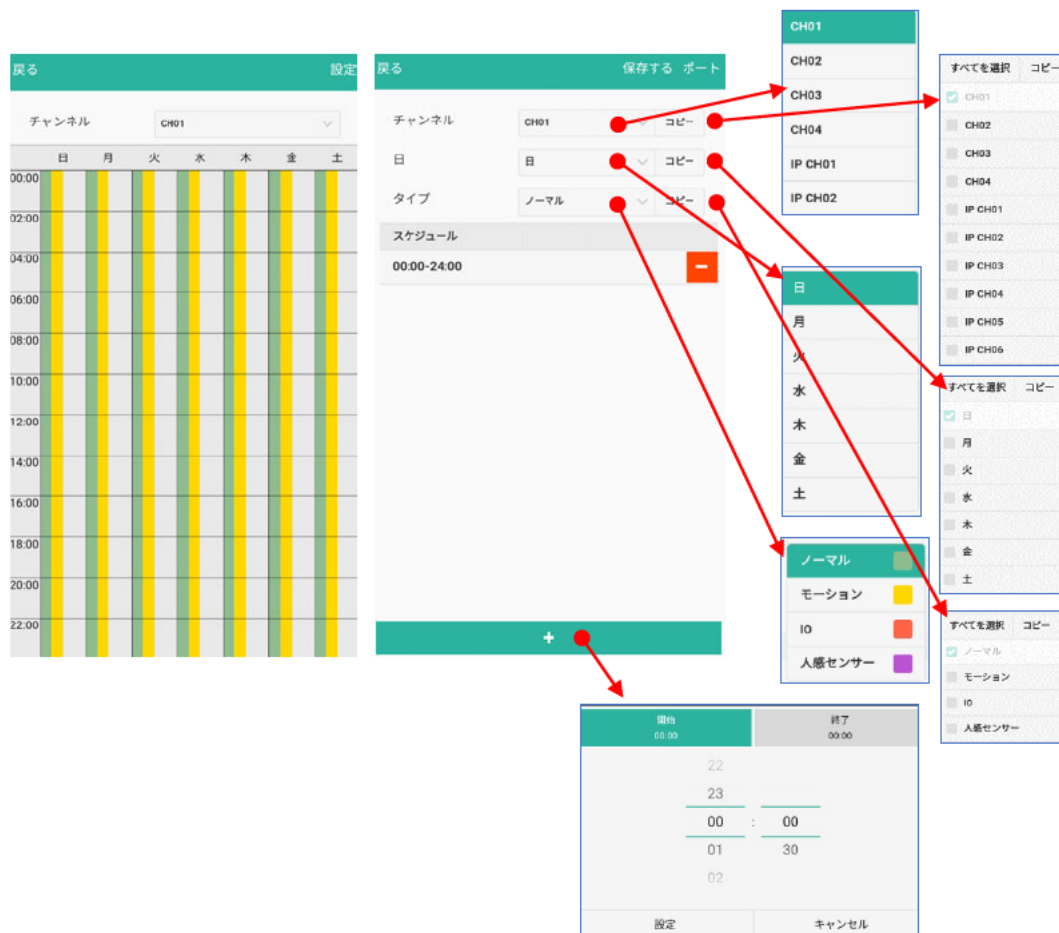 戻る 設定
チャンネル CH01
日 月 火 水 木 金 土
00:00
02:00
04:00
06:00
08:00
10:00
12:00
14:00
16:00
18:00
20:00
22:00
戻る 保存する ポート
チャンネル CH01 コピー
日 日 コピー
タイプ ノーマル コピー
スケジュール
00:00-24:00
+
CH01
CH02
CH03
CH04
IP CH01
IP CH02
日
月
火
水
木
金
土
ノーマル
モーション
IO
人感センサー
すべてを選択 コピー
CH01
CH02
CH03
CH04
IP CH01
IP CH02
IP CH03
IP CH04
IP CH05
IP CH06
すべてを選択 コピー
日
月
火
水
木
金
土
すべてを選択 コピー
ノーマル
モーション
IO
人感センサー
開始 終了
00:00 00:00
22
23
00 : 00
01 30
02
設定 キャンセル